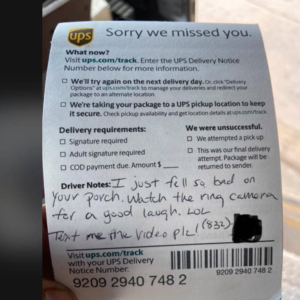 ups
Sorry we missed you.
What now?
Visit ups.com/track. Enter the UPS Delivery Notice
Number below for more information.
We'll try again on the next delivery day. Or, click "Delivery
Options" at ups.com/track to manage your deliveries and redirect your
package to an alternate location.
We're taking your package to a UPS pickup location to keep
it secure. Check pickup availability and get location details at ups.com/track.
Delivery requirements:
Signature required
Adult signature required
COD payment due. Amount $
We were unsuccessful.
We attempted a pick up
This was our final delivery
attempt. Package will be
returned to sender.
Driver Notes: I just fell so bad on
your porch. Watch the ring camera
for a good laugh. LOL
Text me the video plz! (832)
Visit ups.com/track
with your UPS Delivery
Notice Number:
9209 2940 748 2
9209 2940 748 2